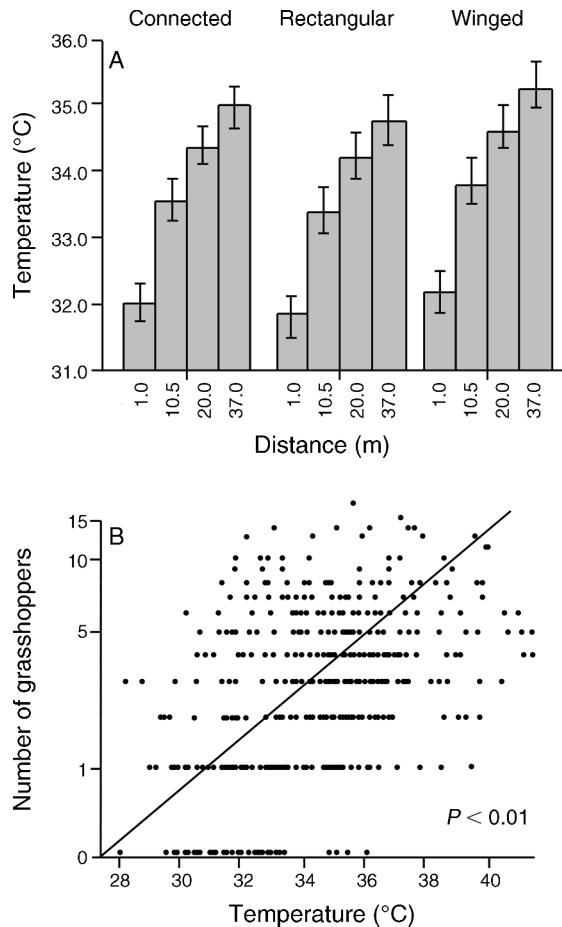 Connected Rectangular Winged
A
36.0
35.0
34.0
33.0
32.0
31.0
Temperature (°C)
1.0 10.5 20.0 37.0 1.0 10.5 20.0 37.0 1.0 10.5 20.0 37.0
Distance (m)
B
15
10
5
1
0
Number of grasshoppers
P < 0.01
28 30 32 34 36 38 40
Temperature (°C)